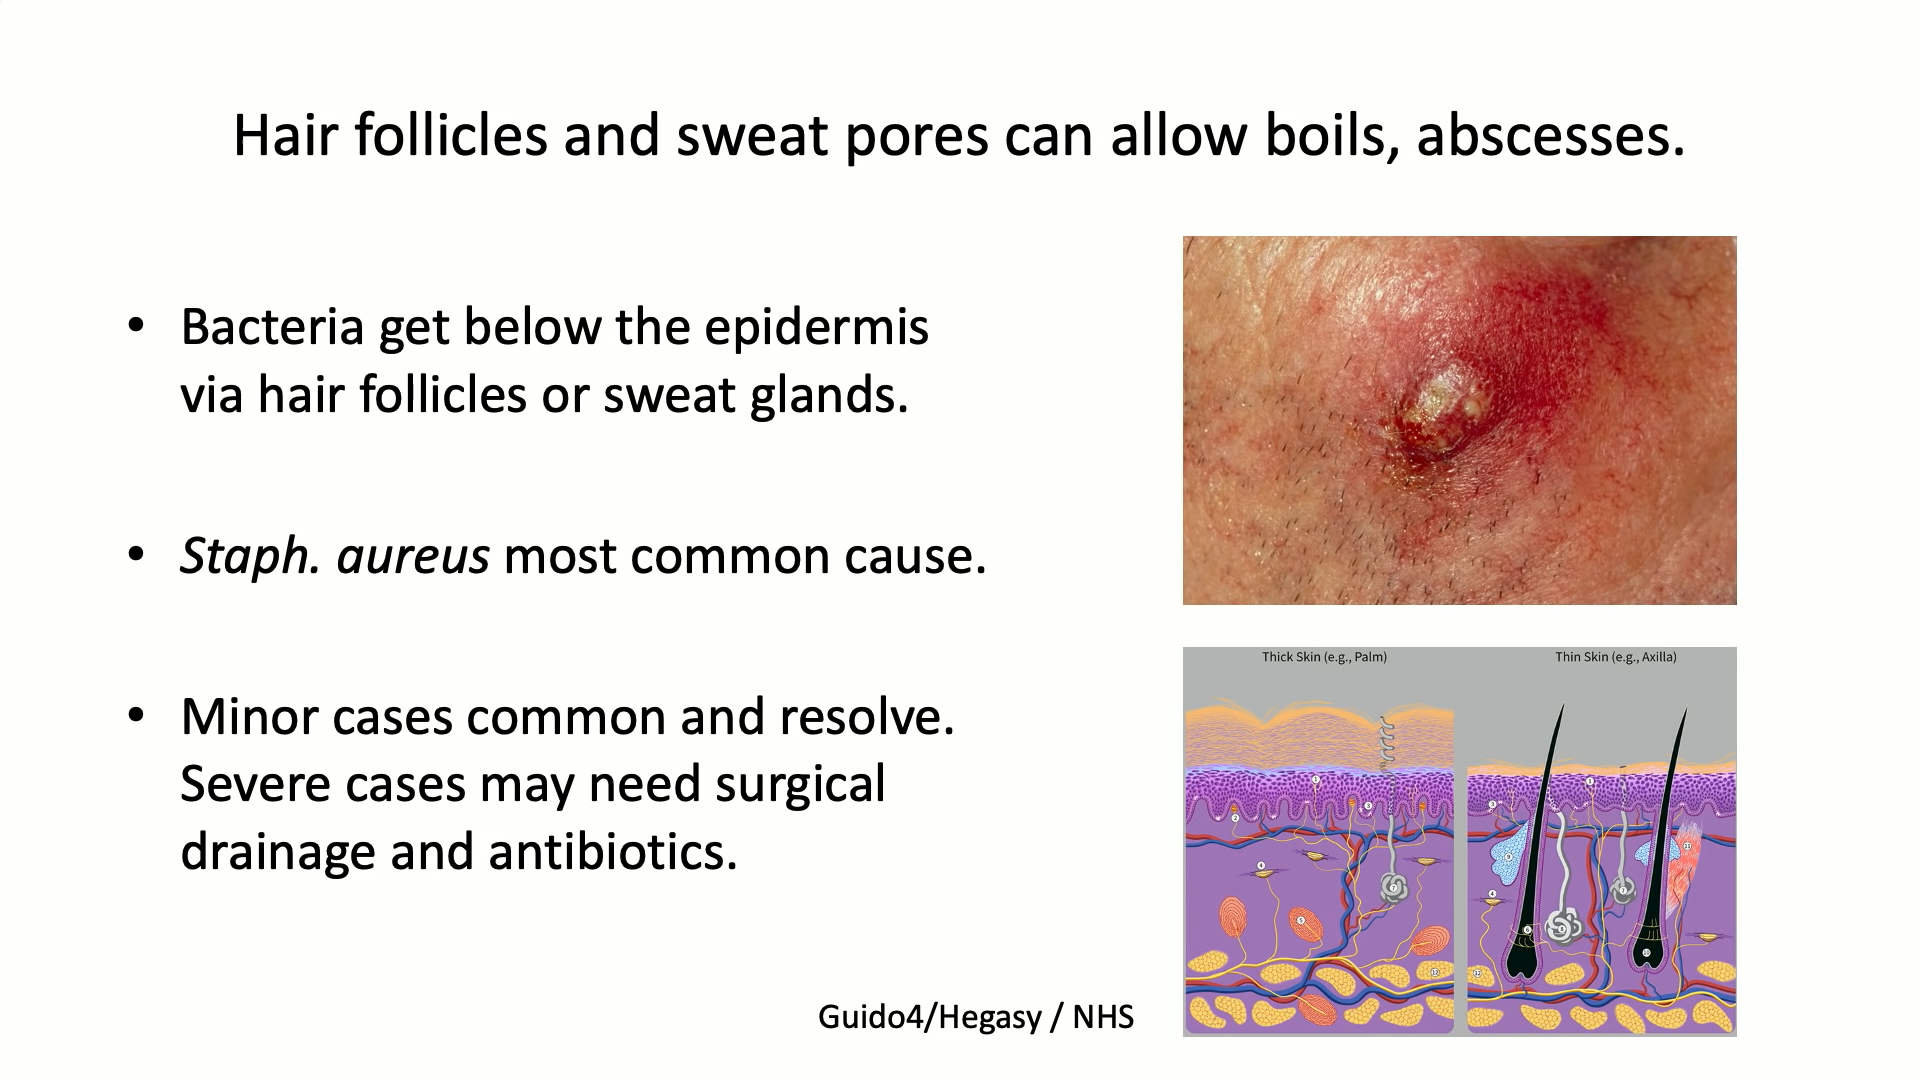 Hair follicles and sweat pores can allow boils, abscesses.
• Bacteria get below the epidermis
via hair follicles or sweat glands.
• Staph. aureus most common cause.
• Minor cases common and resolve.
Severe cases may need surgical
drainage and antibiotics.
Guido4/Hegasy / NHS
Thick Skin (e.g., Palm)
Thin Skin (e.g., Axilla)